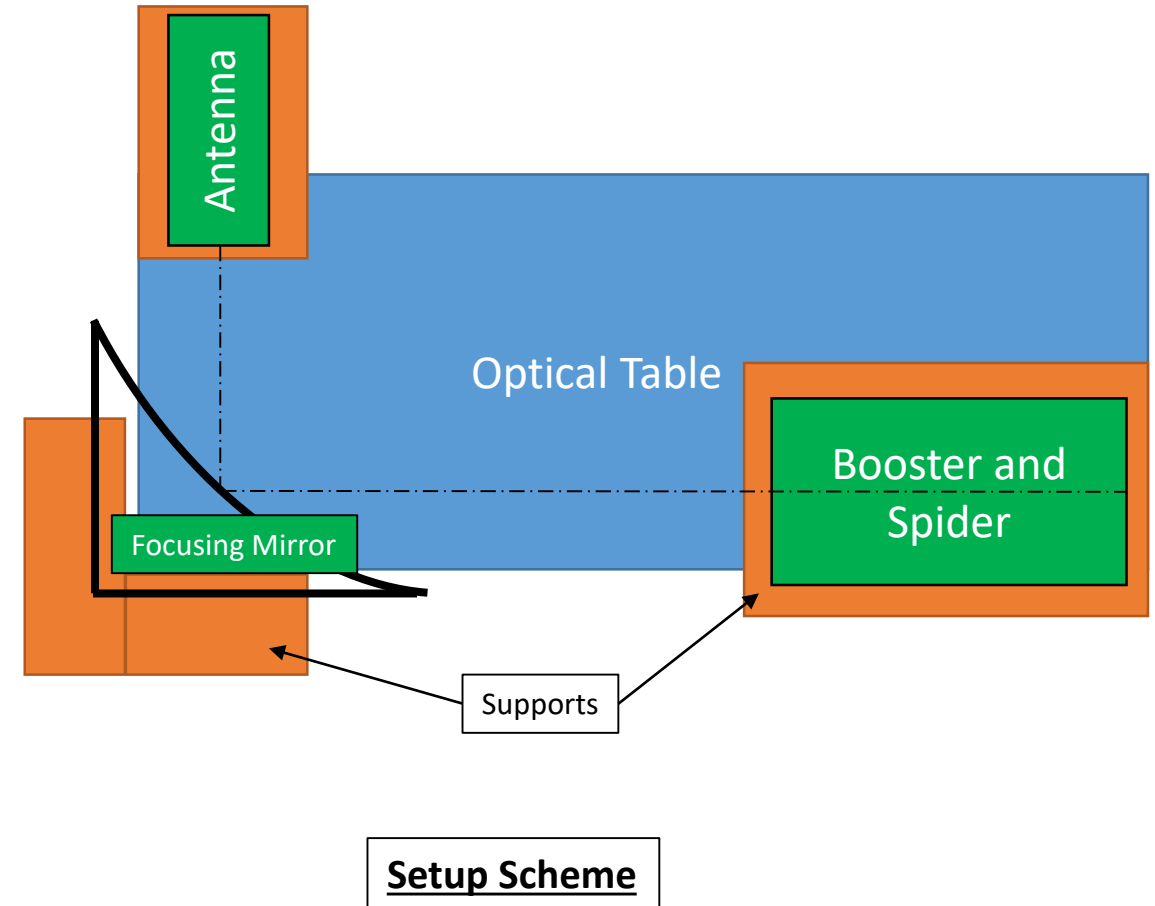 Antenna
Optical Table
Booster and
Spider
Focusing Mirror
Supports
Setup Scheme